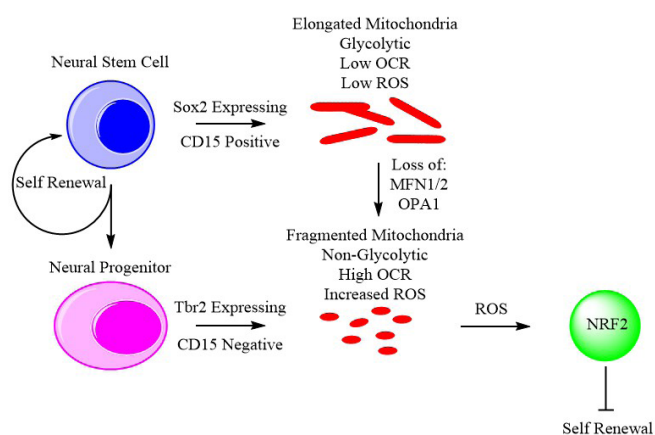 Neural Stem Cell
Self Renewal
Sox2 Expressing
CD15 Positive
Elongated Mitochondria
Glycolytic
Low OCR
Low ROS
Loss of:
MFN1/2
OPA1
Neural Progenitor
Tbr2 Expressing
CD15 Negative
Fragmented Mitochondria
Non-Glycolytic
High OCR
Increased ROS
ROS
NRF2
Self Renewal